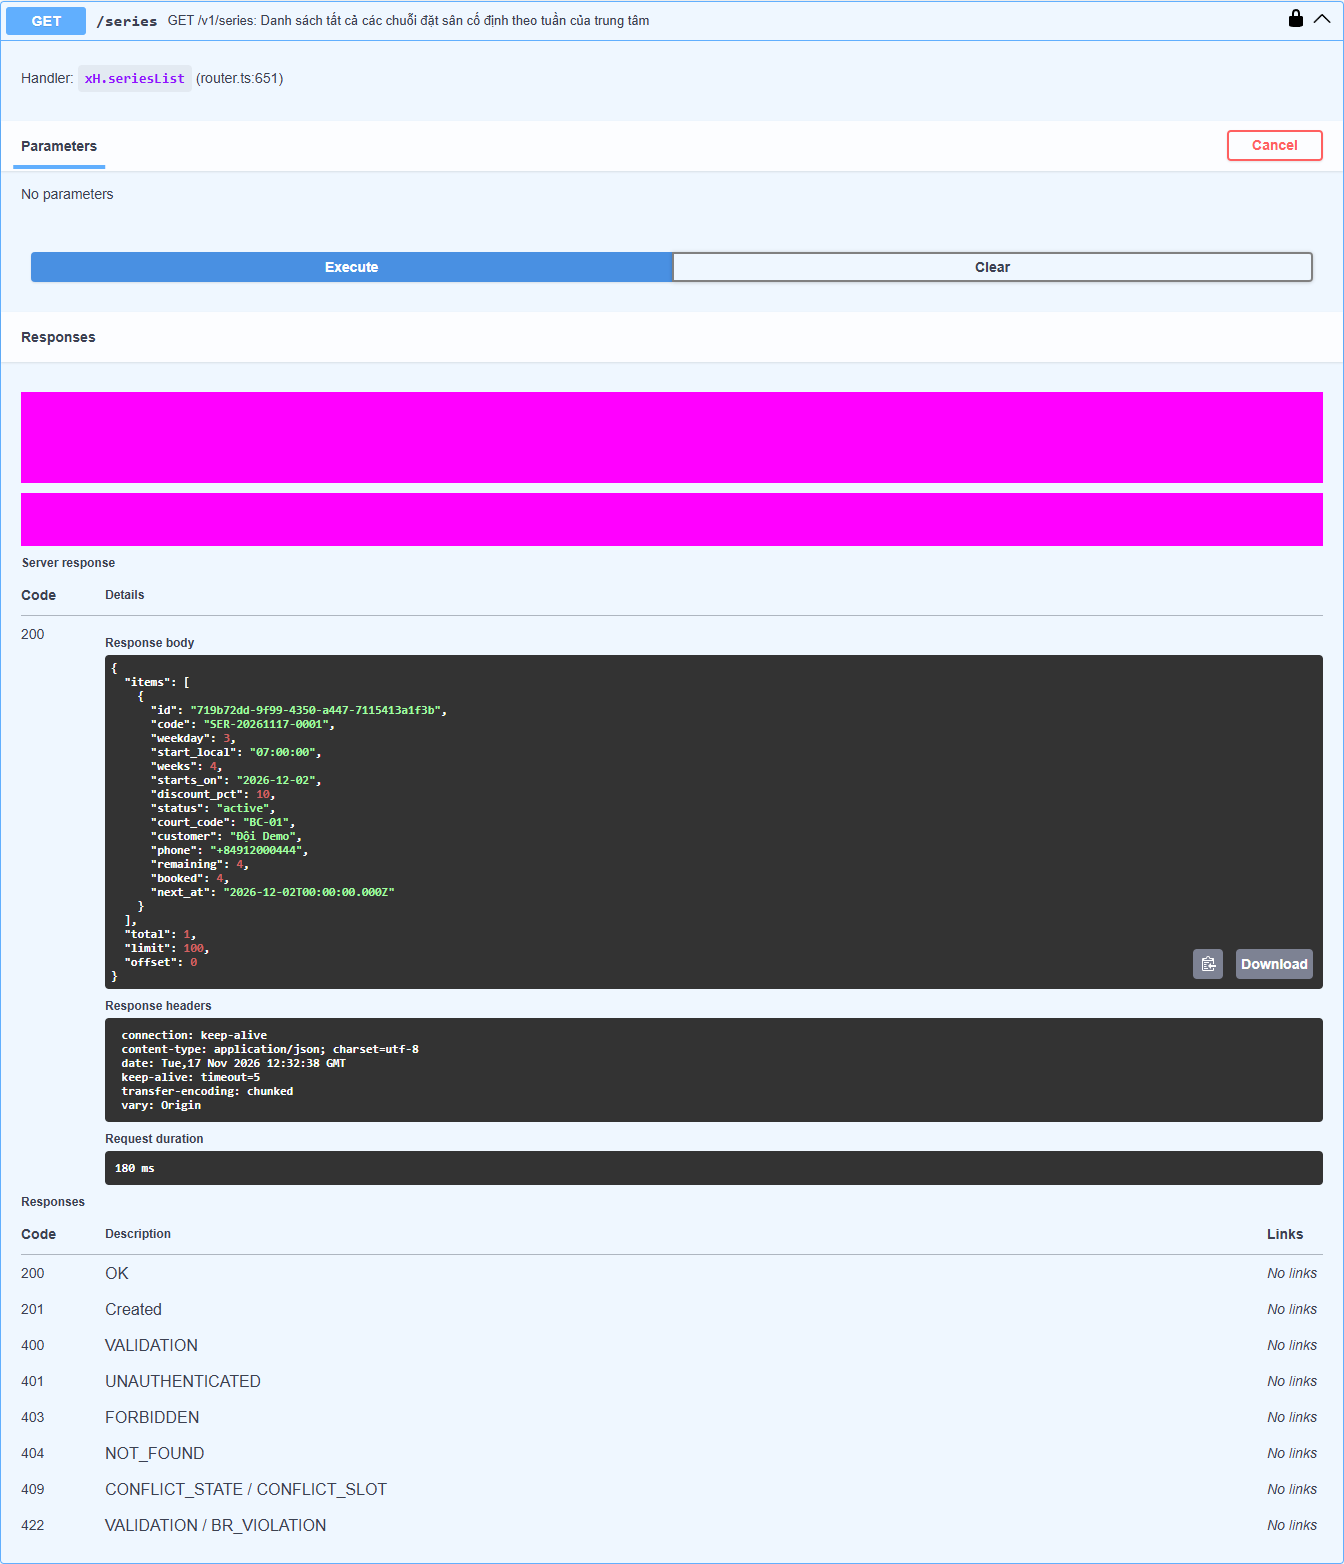 GET /series GET /v1/series: Danh sách tất cả các chuỗi đặt sân cố định theo tuần của trung tâm
Handler: xH.seriesList (router.ts:651)
Parameters
Cancel
No parameters
Execute
Clear
Responses
Server response
Code Details
200
Response body
{
  "items": [
    {
      "id": "719b72dd-9f99-4350-a447-7115413a1f3b",
      "code": "SER-20261117-0001",
      "weekday": 3,
      "start_local": "07:00:00",
      "weeks": 4,
      "starts_on": "2026-12-02",
      "discount_pct": 10,
      "status": "active",
      "court_code": "BC-01",
      "customer": "Đội Demo",
      "phone": "+84912000444",
      "remaining": 4,
      "booked": 4,
      "next_at": "2026-12-02T00:00:00.000Z"
    }
  ],
  "total": 1,
  "limit": 100,
  "offset": 0
}
Download
Response headers
connection: keep-alive
content-type: application/json; charset=utf-8
date: Tue,17 Nov 2026 12:32:38 GMT
keep-alive: timeout=5
transfer-encoding: chunked
vary: Origin
Request duration
180 ms
Responses
Code Description Links
200 OK No links
201 Created No links
400 VALIDATION No links
401 UNAUTHENTICATED No links
403 FORBIDDEN No links
404 NOT_FOUND No links
409 CONFLICT_STATE / CONFLICT_SLOT No links
422 VALIDATION / BR_VIOLATION No links